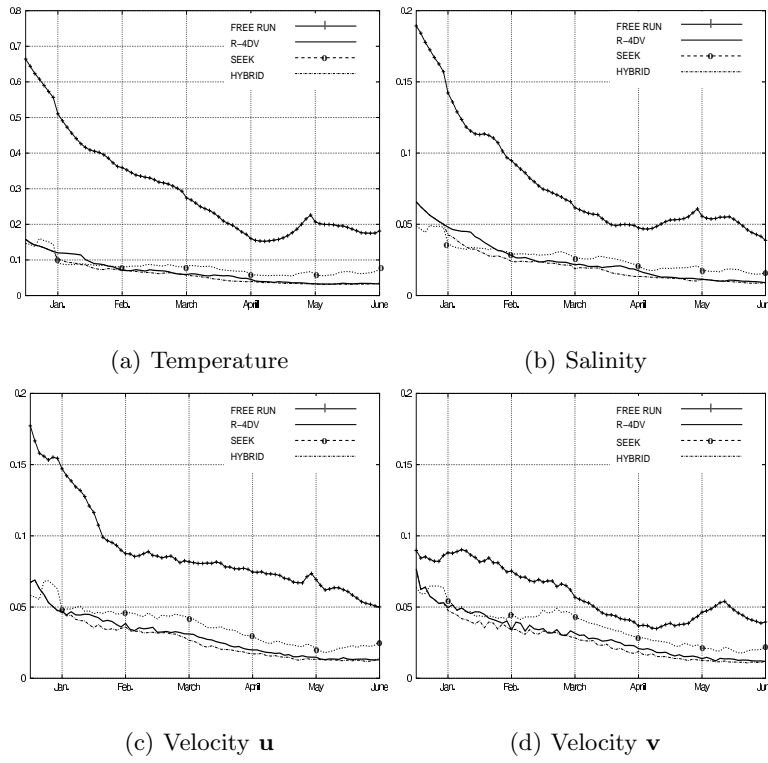 0.8
0.7
0.6
0.5
0.4
0.3
0.2
0.1
0
FREE RUN
R-4DV
SEEK
HYBRID
Jan. Feb. March April May June
(a) Temperature
0.2
0.15
0.1
0.05
0
FREE RUN
R-4DV
SEEK
HYBRID
Jan. Feb. March April May June
(b) Salinity
0.2
0.15
0.1
0.05
0
FREE RUN
R-4DV
SEEK
HYBRID
Jan. Feb. March April May June
(c) Velocity u
0.2
0.15
0.1
0.05
0
FREE RUN
R-4DV
SEEK
HYBRID
Jan. Feb. March April May June
(d) Velocity v